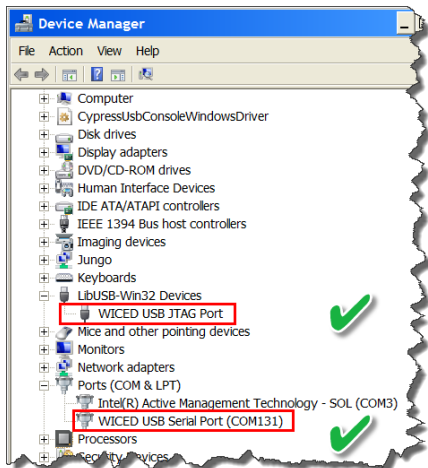 Device Manager
File Action View Help
Computer
CypressUsbConsoleWindowsDriver
Disk drives
Display adapters
DVD/CD-ROM drives
Human Interface Devices
IDE ATA/ATAPI controllers
IEEE 1394 Bus host controllers
Imaging devices
Jungo
Keyboards
LibUSB-Win32 Devices
WICED USB JTAG Port
Mice and other pointing devices
Monitors
Network adapters
Ports (COM & LPT)
Intel(R) Active Management Technology - SOL (COM3)
WICED USB Serial Port (COM131)
Processors
Security Devices